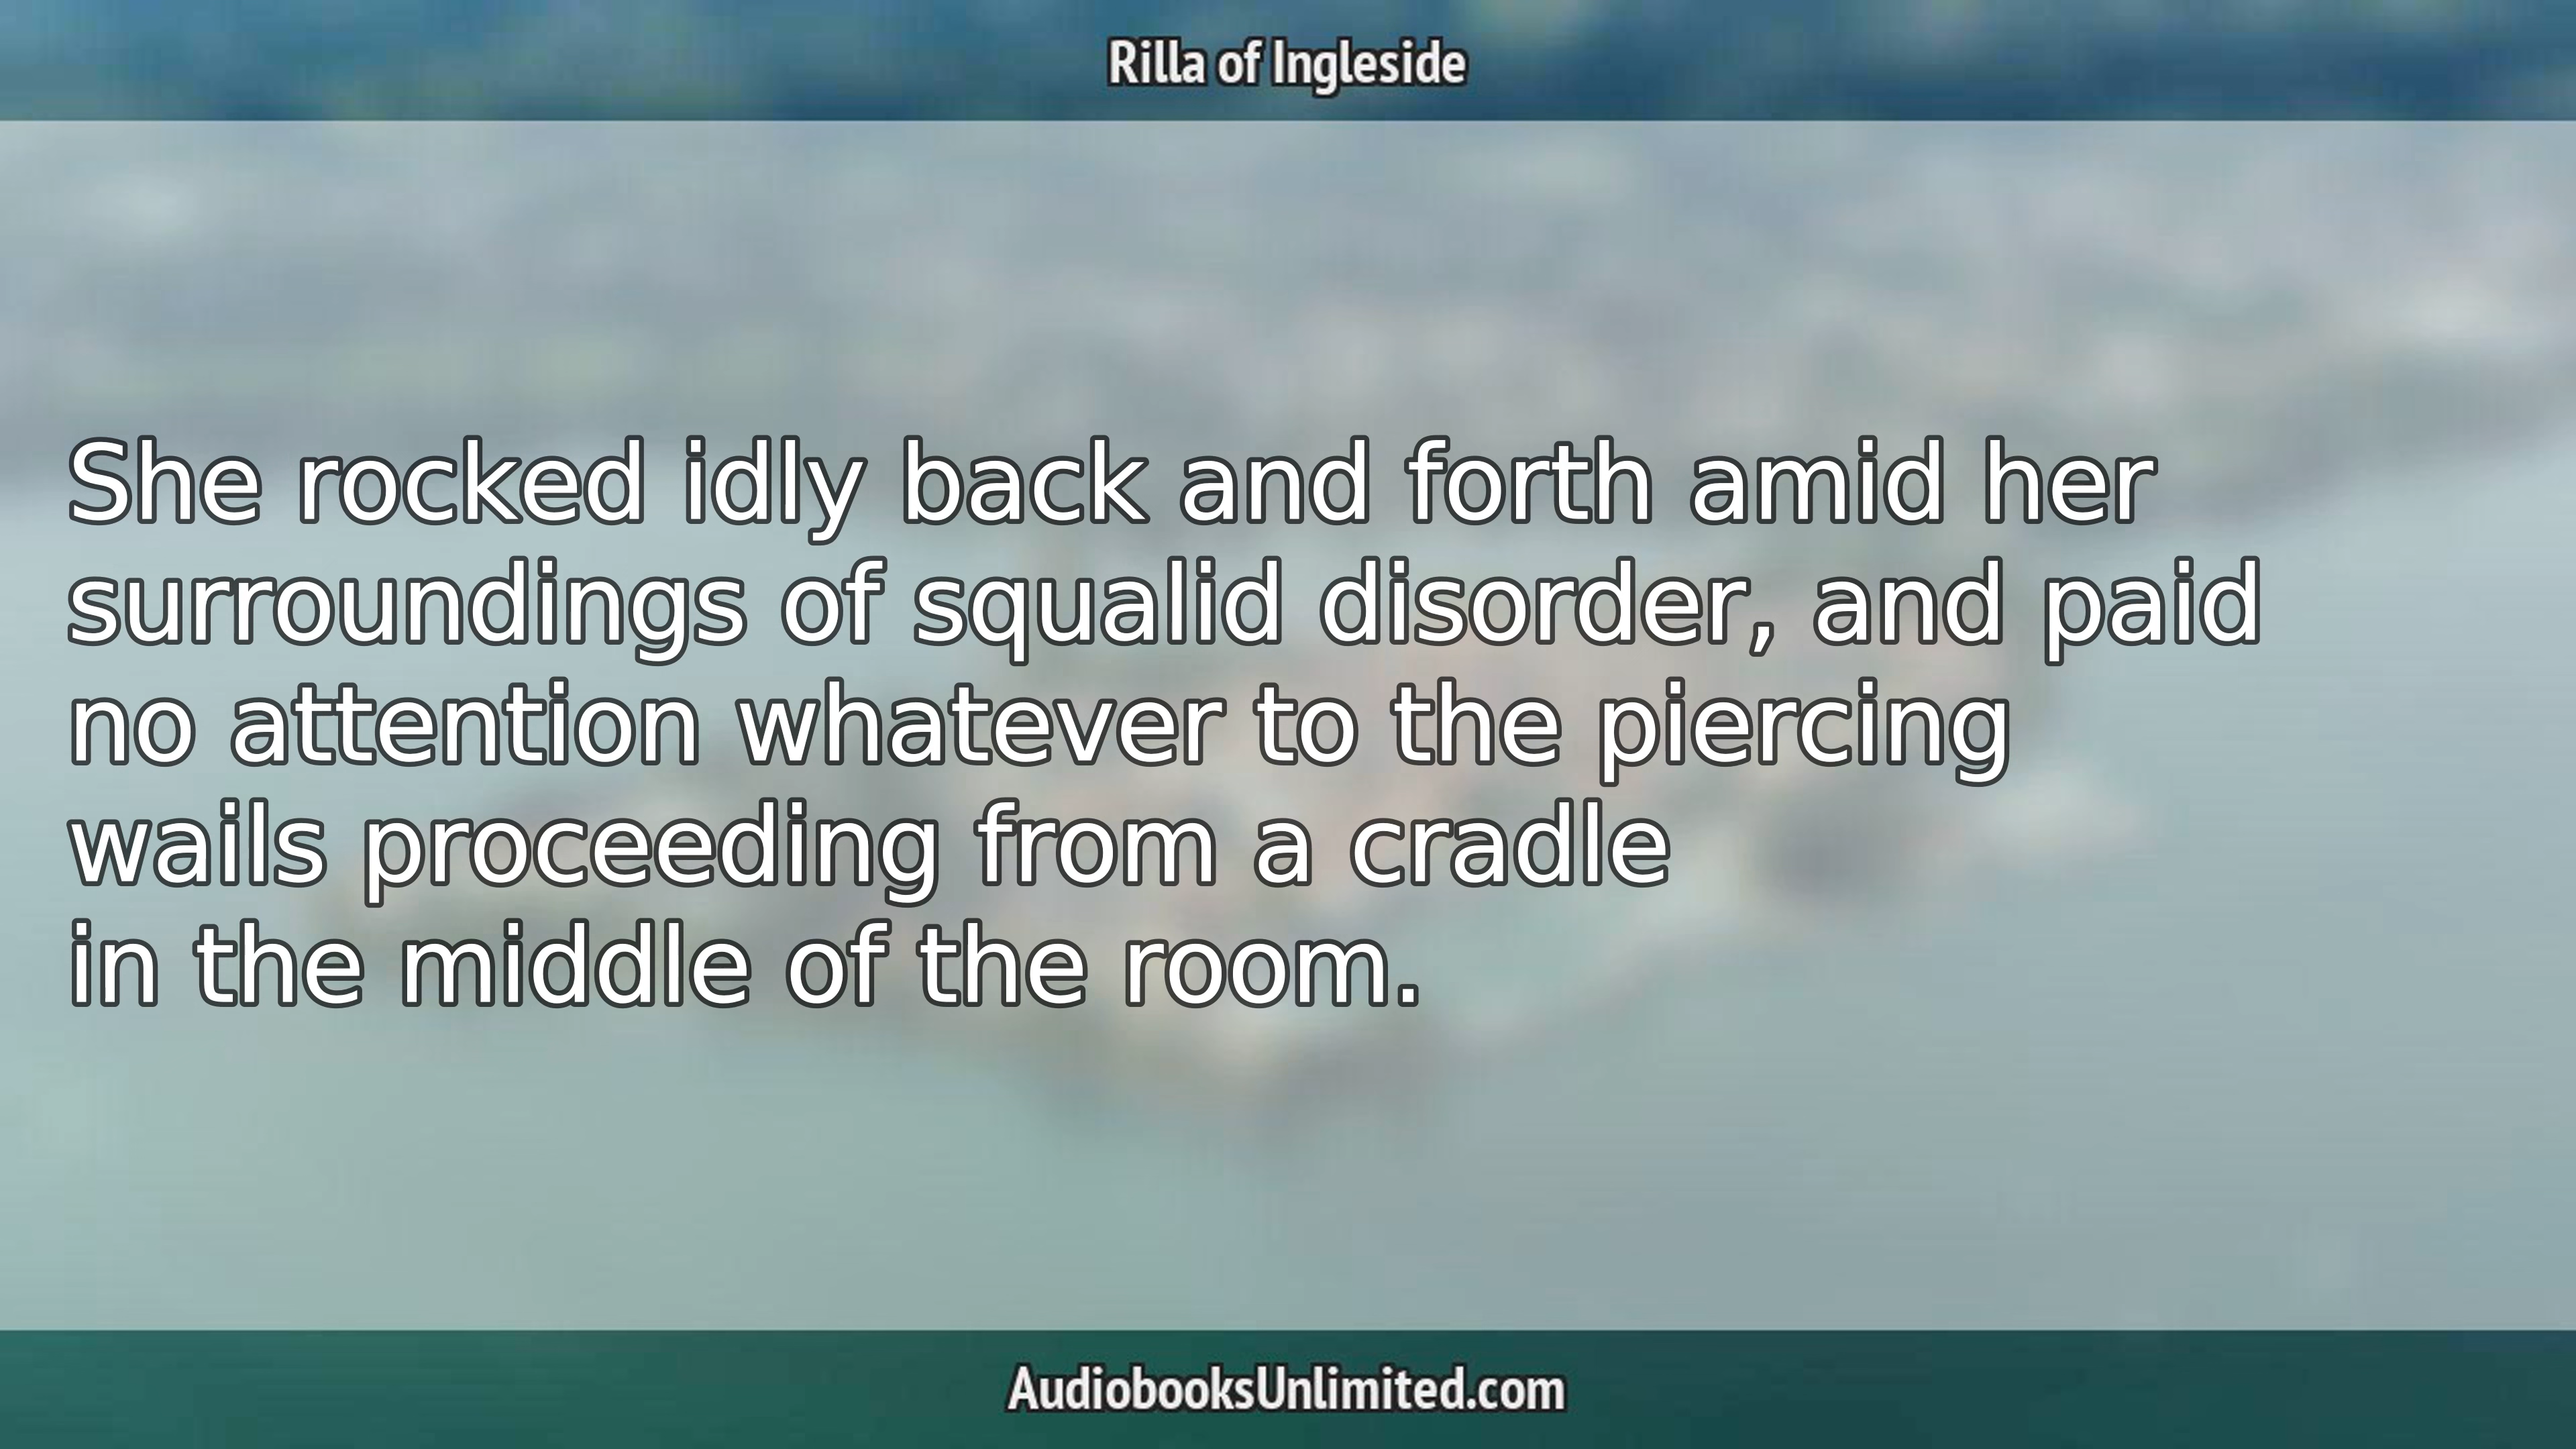 Rilla of Ingleside
She rocked idly back and forth amid her
surroundings of squalid disorder, and paid
no attention whatever to the piercing
wails proceeding from a cradle
in the middle of the room.
AudiobooksUnlimited.com